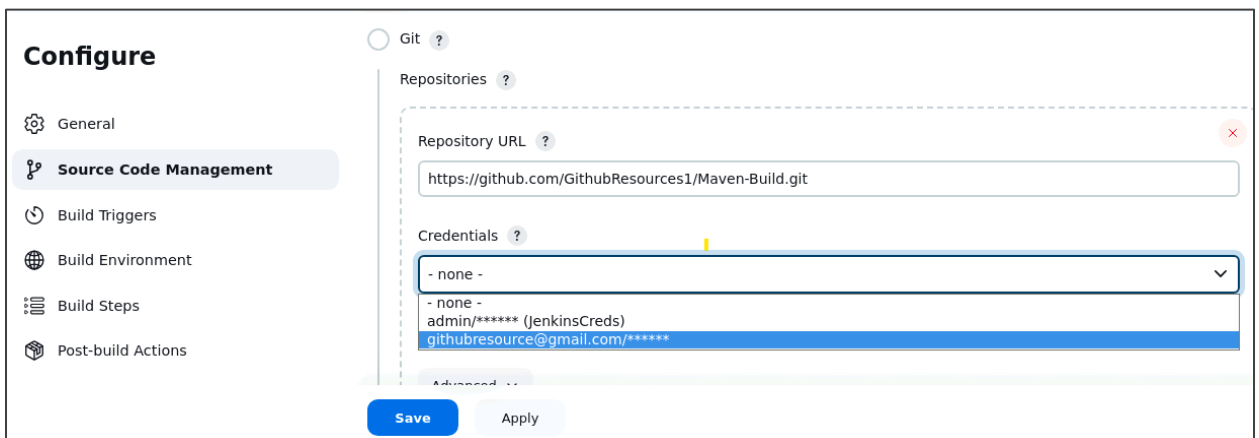 Configure
General
Source Code Management
Build Triggers
Build Environment
Build Steps
Post-build Actions
Git ?
Repositories ?
Repository URL ?
https://github.com/GithubResources1/Maven-Build.git
Credentials ?
- none -
- none -
admin/****** (JenkinsCreds)
githubresource@gmail.com/******
Advanced
Save Apply